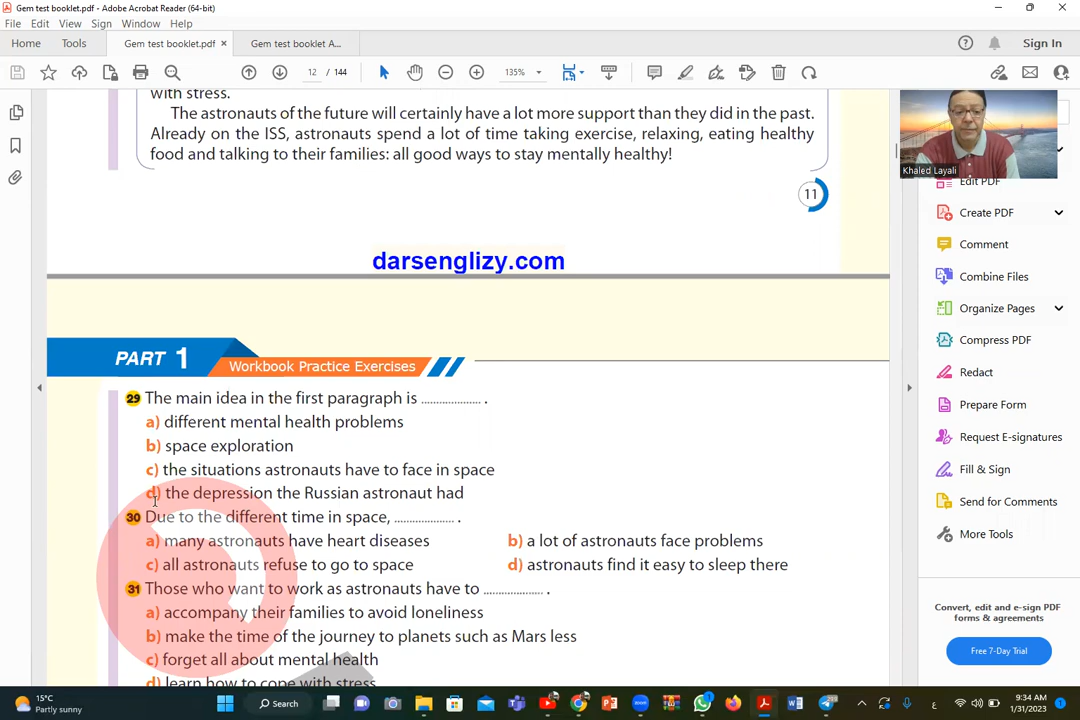 Gem test booklet.pdf - Adobe Acrobat Reader (64-bit)
File Edit View Sign Window Help
Home Tools Gem test booklet.pdf × Gem test booklet A... Sign In
12 / 144 135%
with stress.
The astronauts of the future will certainly have a lot more support than they did in the past.
Already on the ISS, astronauts spend a lot of time taking exercise, relaxing, eating healthy
food and talking to their families: all good ways to stay mentally healthy!
11
darsenglizy.com
PART 1
Workbook Practice Exercises
29 The main idea in the first paragraph is .................... .
a) different mental health problems
b) space exploration
c) the situations astronauts have to face in space
d) the depression the Russian astronaut had
30 Due to the different time in space, .................... .
a) many astronauts have heart diseases b) a lot of astronauts face problems
c) all astronauts refuse to go to space d) astronauts find it easy to sleep there
31 Those who want to work as astronauts have to .................... .
a) accompany their families to avoid loneliness
b) make the time of the journey to planets such as Mars less
c) forget all about mental health
d) learn how to cope with stress
Khaled Layali
Edit PDF
Create PDF
Comment
Combine Files
Organize Pages
Compress PDF
Redact
Prepare Form
Request E-signatures
Fill & Sign
Send for Comments
More Tools
Convert, edit and e-sign PDF
forms & agreements
Free 7-Day Trial
15°C
Partly sunny
Search
ع
9:34 AM
1/31/2023